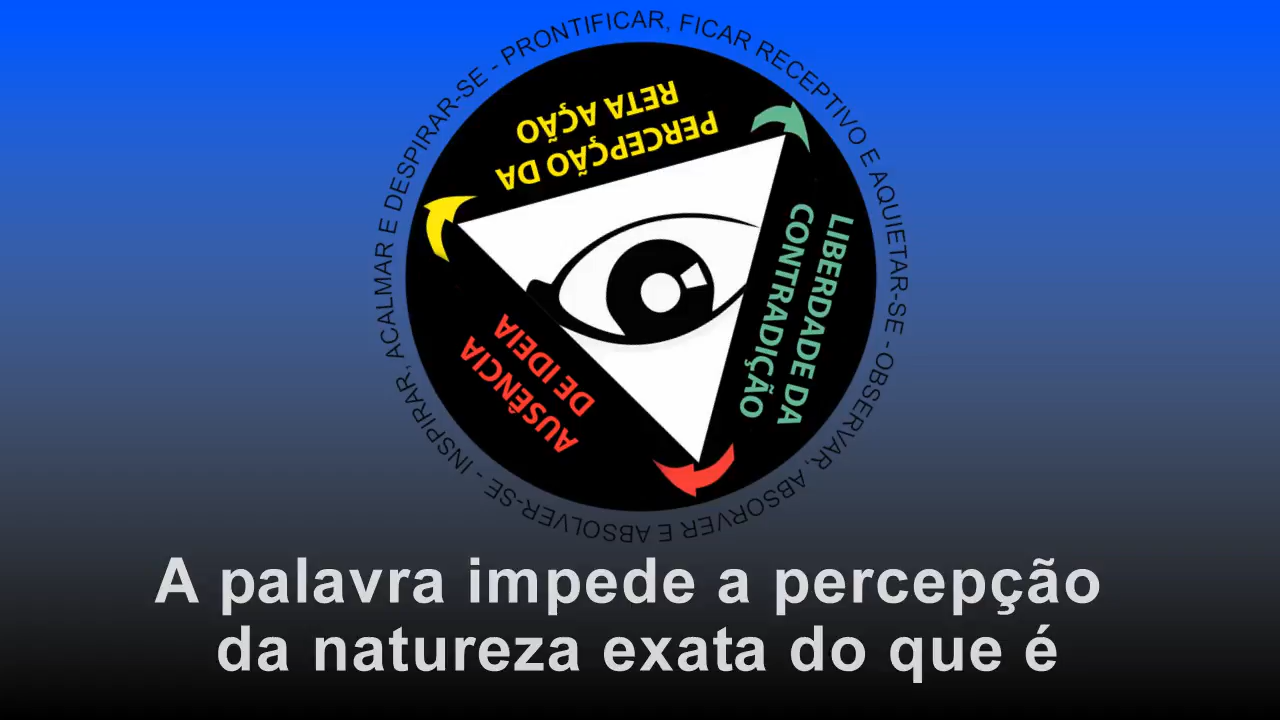 PRONTIFICAR, FICAR RECEPTIVO E AQUIETAR-SE - OBSERVAR, ABSORVER E ABSOLVER-SE - INSPIRAR, ACALMAR E DESPIRAR-SE -
PERCEPÇÃO DA
RETA AÇÃO
LIBERDADE DA
CONTRADIÇÃO
AUSÊNCIA
DE IDEIA
A palavra impede a percepção
da natureza exata do que é